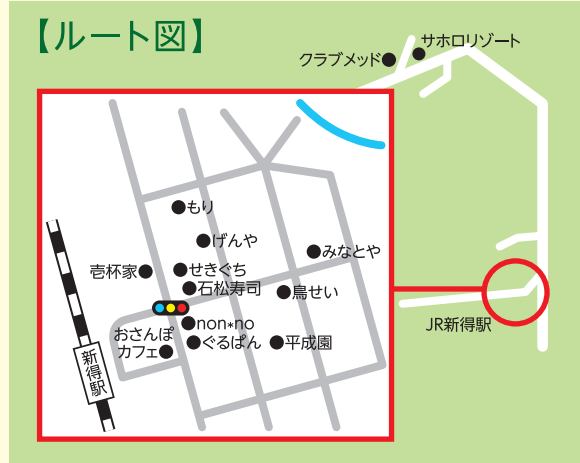 【ルート図】
サホロリゾート
クラブメッド
もり
げんや
みなとや
壱杯家
せきぐち
石松寿司
鳥せい
non*no
おさんぽ
カフェ
ぐるぱん
平成園
新得駅
JR新得駅